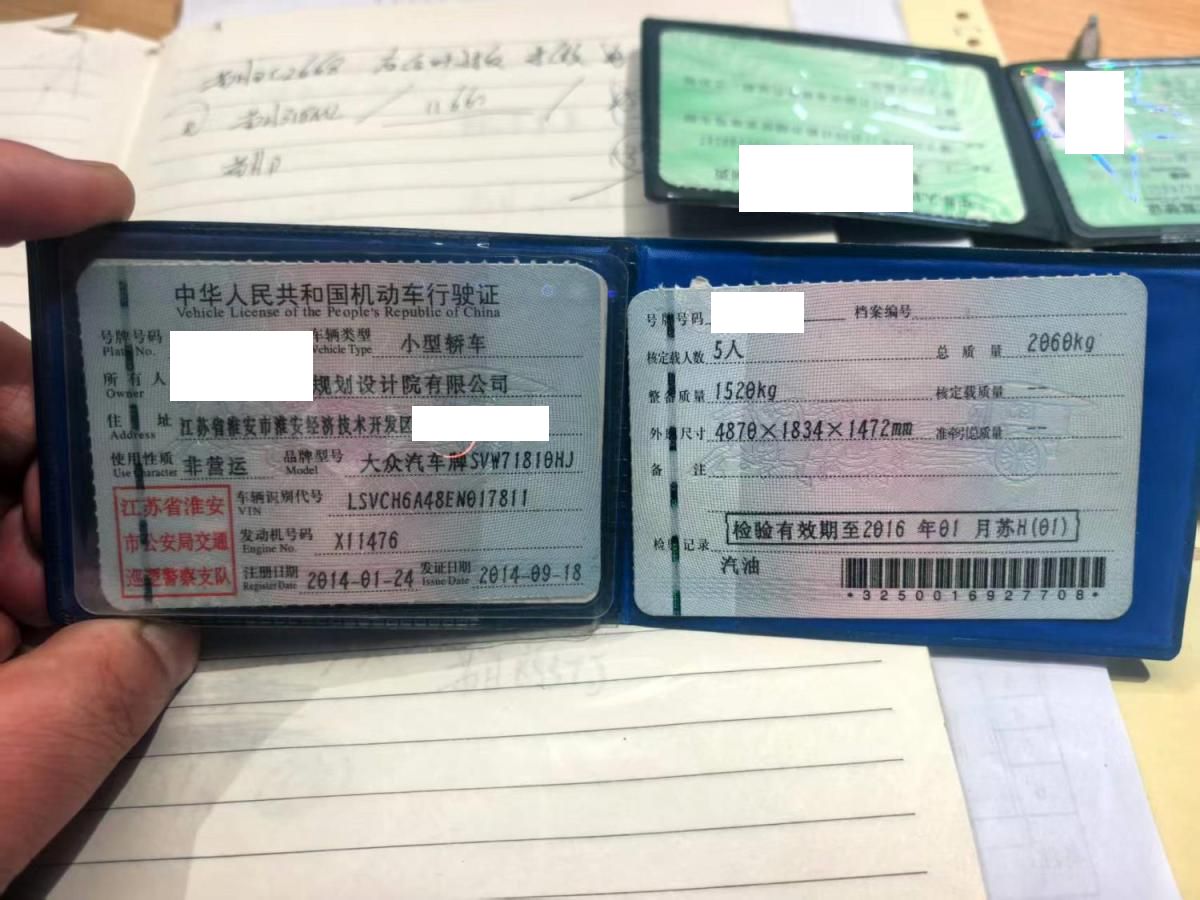 中华人民共和国机动车行驶证
Vehicle License of the People's Republic of China
号牌号码 车辆类型 小型轿车
Plate No. Vehicle Type
所有人 规划设计院有限公司
Owner
住址 江苏省淮安市淮安经济技术开发区
Address
使用性质 非营运 品牌型号 大众汽车牌SVW71810HJ
Use Character Model
江苏省淮安
市公安局交通
巡逻警察支队
车辆识别代号 LSVCH6A48EN017811
VIN
发动机号码 X11476
Engine No.
注册日期 2014-01-24 发证日期 2014-09-18
Register Date Issue Date
号牌号码 档案编号
核定载人数 5人 总质量 2060kg
整备质量 1520kg 核定载质量 --
外廓尺寸 4870×1834×1472mm 准牵引总质量 --
备注
检验有效期至2016 年01 月苏H(01)
检验记录
汽油
*3250016927708*